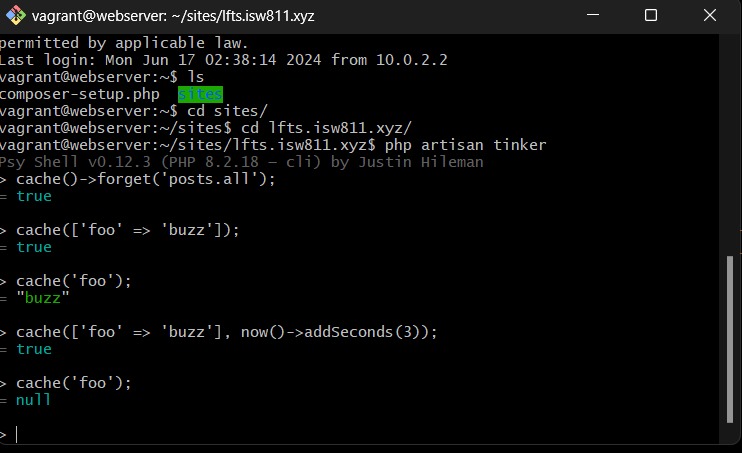 vagrant@webserver: ~/sites/lfts.isw811.xyz
permitted by applicable law.
Last login: Mon Jun 17 02:38:14 2024 from 10.0.2.2
vagrant@webserver:~$ ls
composer-setup.php  sites
vagrant@webserver:~$ cd sites/
vagrant@webserver:~/sites$ cd lfts.isw811.xyz/
vagrant@webserver:~/sites/lfts.isw811.xyz$ php artisan tinker
Psy Shell v0.12.3 (PHP 8.2.18 — cli) by Justin Hileman
> cache()->forget('posts.all');
= true
> cache(['foo' => 'buzz']);
= true
> cache('foo');
= "buzz"
> cache(['foo' => 'buzz'], now()->addSeconds(3));
= true
> cache('foo');
= null
>